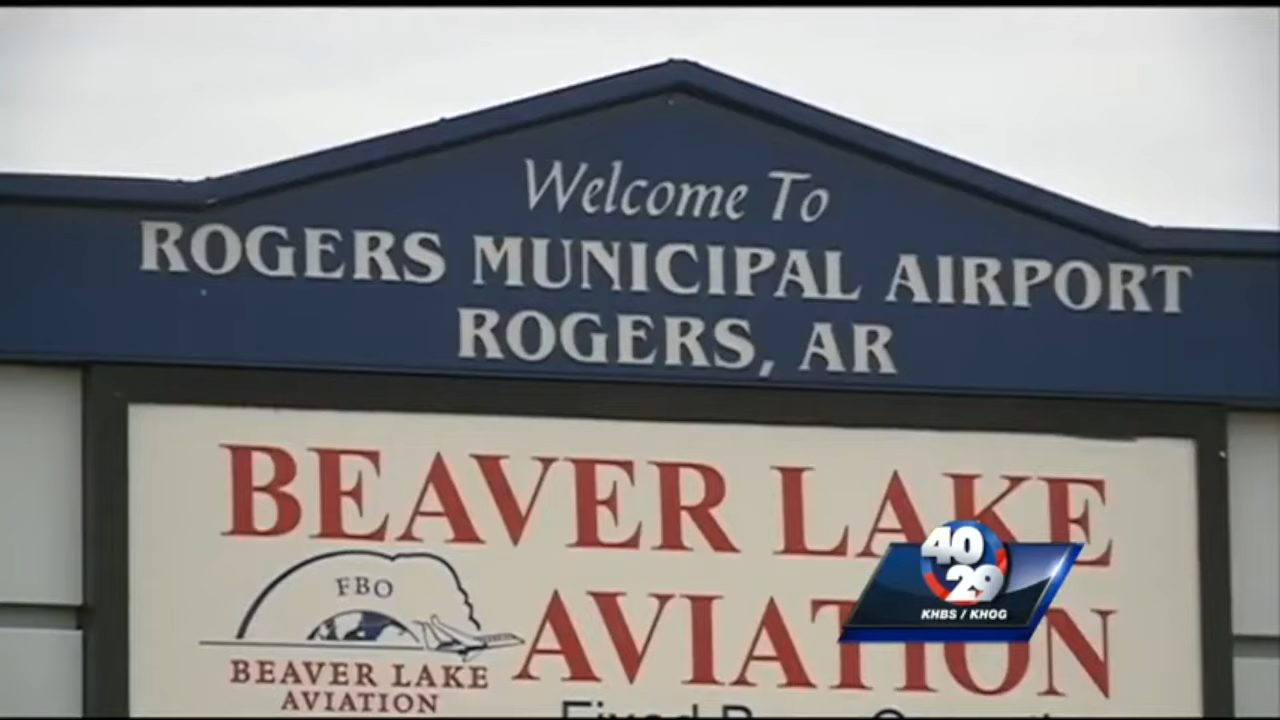 Welcome To
ROGERS MUNICIPAL AIRPORT
ROGERS, AR
BEAVER LAKE
AVIATION
FBO
BEAVER LAKE
AVIATION
40
29
KHBS / KHOG